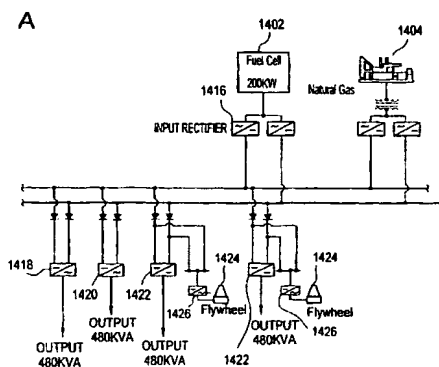 A
1402
1404
Fuel Cell
200KW
1416
Natural Gas
INPUT RECTIFIER
1418
1420
1422
1424
1424
1426
Flywheel
Flywheel
1426
OUTPUT
480KVA
OUTPUT
480KVA
OUTPUT
480KVA
1422
OUTPUT
480KVA